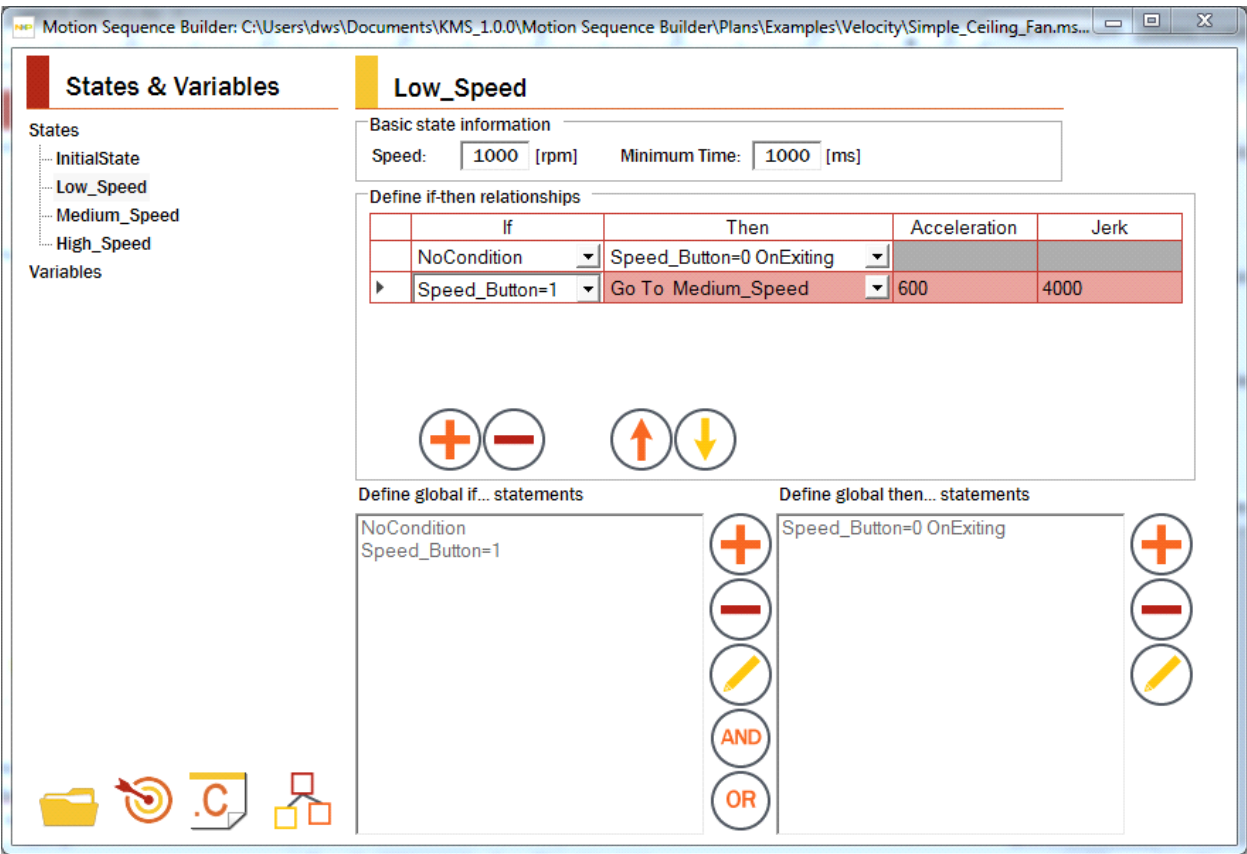 Motion Sequence Builder: C:\Users\dws\Documents\KMS_1.0.0\Motion Sequence Builder\Plans\Examples\Velocity\Simple_Ceiling_Fan.ms...
States & Variables
States
InitialState
Low_Speed
Medium_Speed
High_Speed
Variables
Low_Speed
Basic state information
Speed: 1000 [rpm] Minimum Time: 1000 [ms]
Define if-then relationships
If Then Acceleration Jerk
NoCondition Speed_Button=0 OnExiting
Speed_Button=1 Go To Medium_Speed 600 4000
Define global if... statements
NoCondition
Speed_Button=1
AND
OR
Define global then... statements
Speed_Button=0 OnExiting
.C